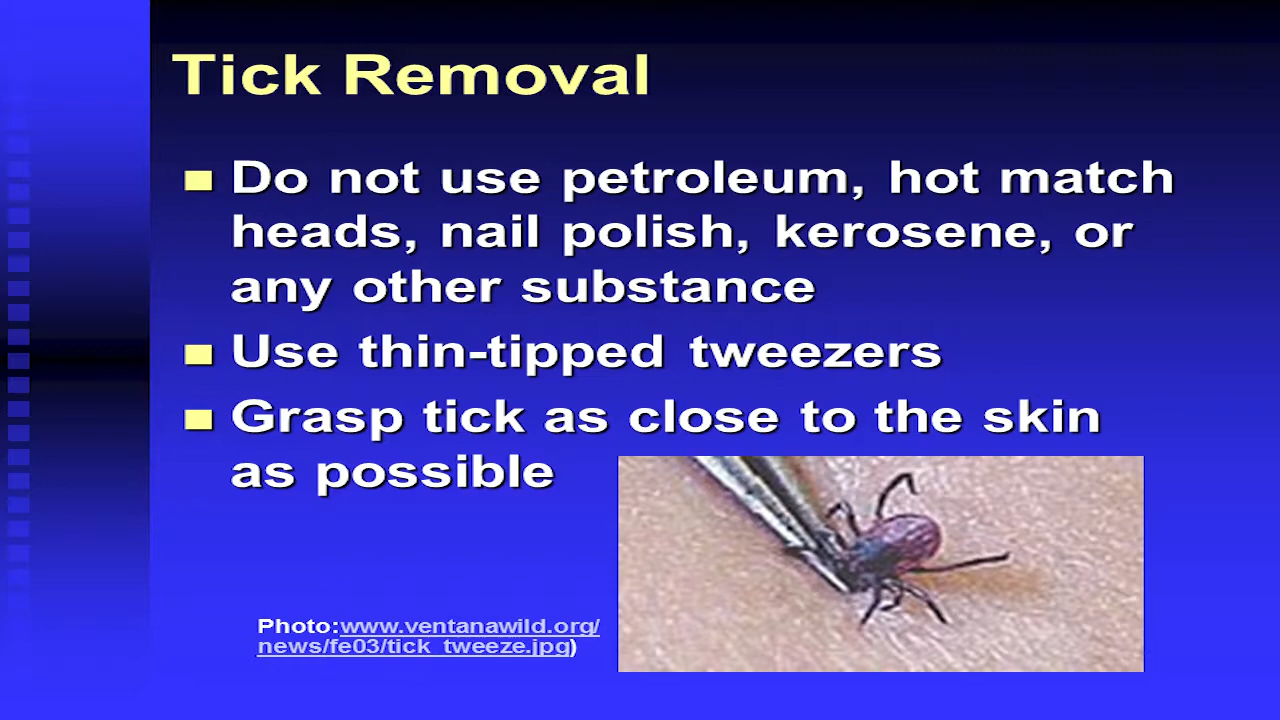 Tick Removal
Do not use petroleum, hot match
heads, nail polish, kerosene, or
any other substance
Use thin-tipped tweezers
Grasp tick as close to the skin
as possible
Photo:www.ventanawild.org/
news/fe03/tick_tweeze.jpg)